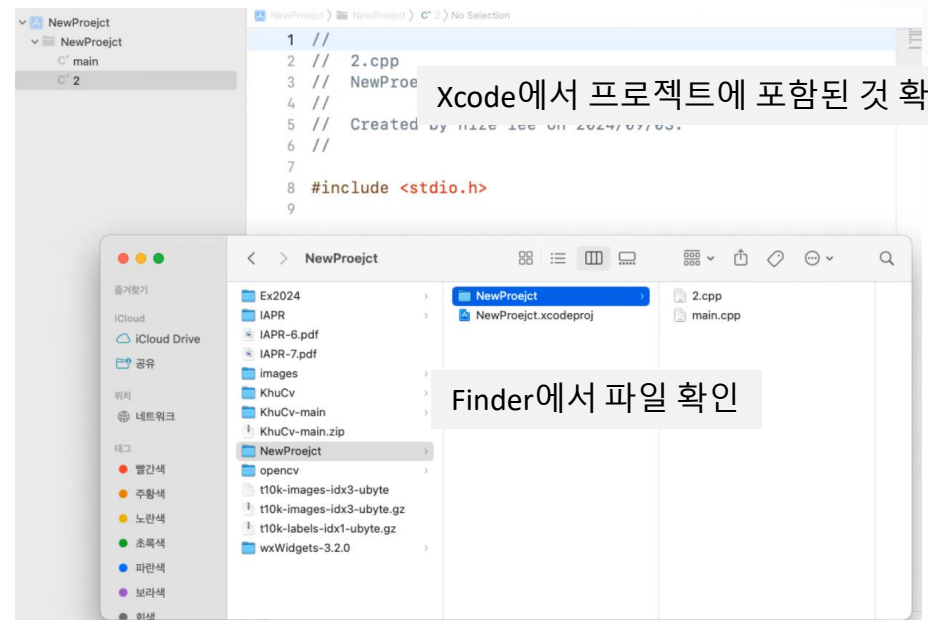 NewProejct
NewProejct
main
2
NewProejct 〉 NewProejct 〉 2 〉 No Selection
1 //
2 // 2.cpp
3 // NewProe
4 //
5 // Created by
6 //
7
8 #include <stdio.h>
9
Xcode에서 프로젝트에 포함된 것 확
NewProejct
즐겨찾기
iCloud
iCloud Drive
공유
위치
네트워크
태그
빨간색
주황색
노란색
초록색
파란색
보라색
회색
Ex2024
IAPR
IAPR-6.pdf
IAPR-7.pdf
images
KhuCv
KhuCv-main
KhuCv-main.zip
NewProejct
opencv
t10k-images-idx3-ubyte
t10k-images-idx3-ubyte.gz
t10k-labels-idx1-ubyte.gz
wxWidgets-3.2.0
NewProejct
NewProejct.xcodeproj
2.cpp
main.cpp
Finder에서 파일 확인